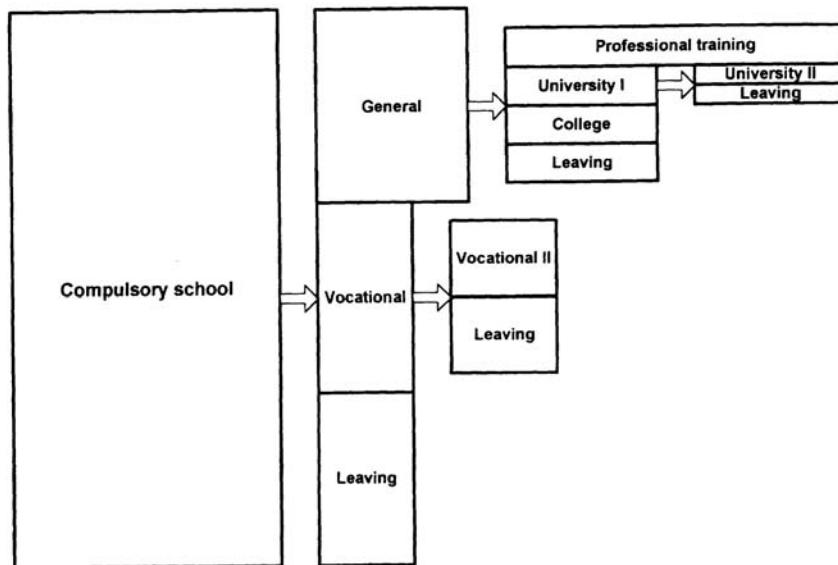 Compulsory school
General
Vocational
Leaving
Vocational II
Leaving
Professional training
University I
College
Leaving
University II
Leaving